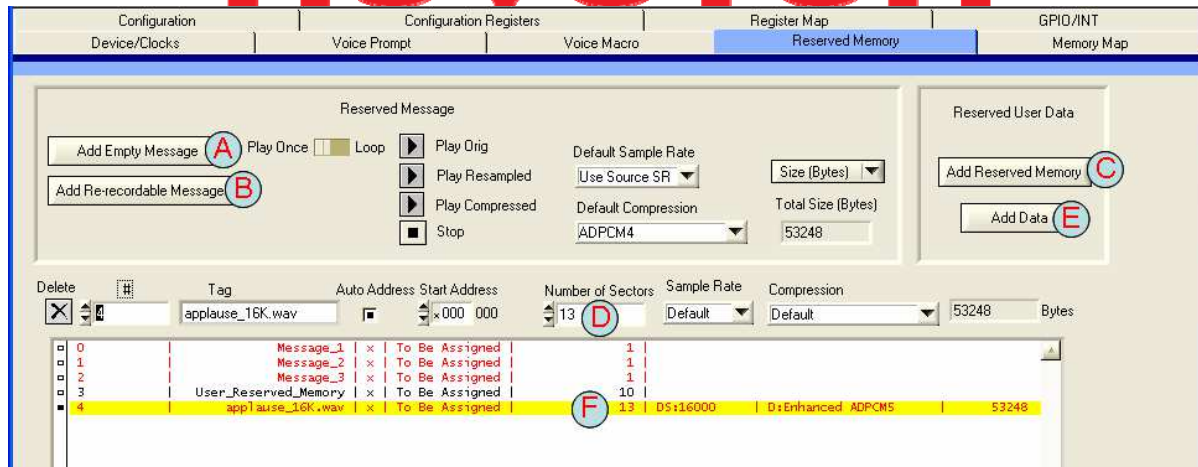 nuvoTon
Configuration Configuration Registers Register Map GPIO/INT
Device/Clocks Voice Prompt Voice Macro Reserved Memory Memory Map
Reserved Message
Reserved User Data
Add Empty Message A Play Once Loop Play Orig
Default Sample Rate
Add Re-recordable Message B Play Resampled Use Source SR Size (Bytes) Add Reserved Memory C
Play Compressed Default Compression Total Size (Bytes)
Stop ADPCM4 53248 Add Data E
Delete # Tag Auto Address Start Address Number of Sectors Sample Rate Compression
4 applause_16K.wav x000 000 13 D Default Default 53248 Bytes
0 | Message_1 | x | To Be Assigned | 1 |
1 | Message_2 | x | To Be Assigned | 1 |
2 | Message_3 | x | To Be Assigned | 1 |
3 | User_Reserved_Memory | x | To Be Assigned | 10 |
4 | applause_16K.wav | x | To Be Assigned | F 13 | DS:16000 | D:Enhanced ADPCM5 | 53248